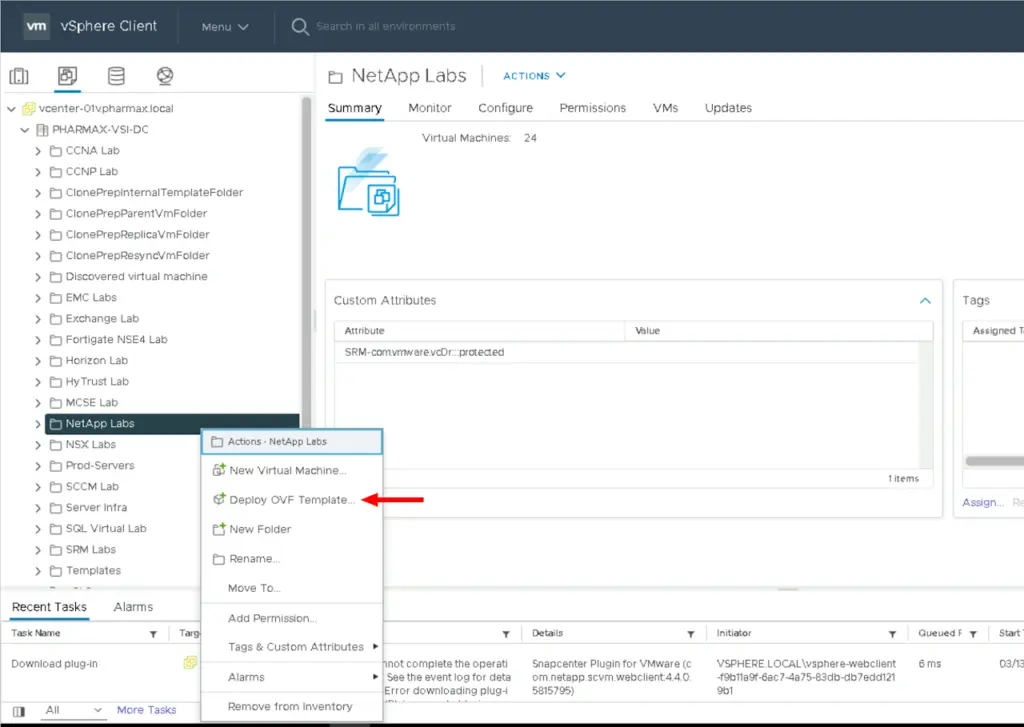 vm vSphere Client Menu Search in all environments
NetApp Labs ACTIONS
Summary Monitor Configure Permissions VMs Updates
Virtual Machines: 24
vcenter-01v.pharmax.local
PHARMAX-VSI-DC
CCNA Lab
CCNP Lab
ClonePrepInternalTemplateFolder
ClonePrepParentVmFolder
ClonePrepReplicaVmFolder
ClonePrepResyncVmFolder
Discovered virtual machine
EMC Labs
Exchange Lab
Fortigate NSE4 Lab
Horizon Lab
HyTrust Lab
MCSE Lab
NetApp Labs
NSX Labs
Prod-Servers
SCCM Lab
Server Infra
SQL Virtual Lab
SRM Labs
Templates
Custom Attributes
Attribute Value
SRM-com.vmware.vcDr:::protected
1 items
Tags
Assigned T
Assign... Re
Actions - NetApp Labs
New Virtual Machine...
Deploy OVF Template...
New Folder
Rename...
Move To...
Add Permission...
Tags & Custom Attributes
Alarms
Remove from Inventory
Recent Tasks Alarms
Task Name Targ Details Initiator Queued F Start
Download plug-in
nnot complete the operati
See the event log for deta
Error downloading plug-i
Snapcenter Plugin for VMware (c
om.netapp.scvm.webclient:4.4.0.
5815795)
VSPHERE.LOCAL\vsphere-webclient
-f9b11a9f-6ac7-4a75-83db-db7edd121
9b1
6 ms
03/13
All More Tasks